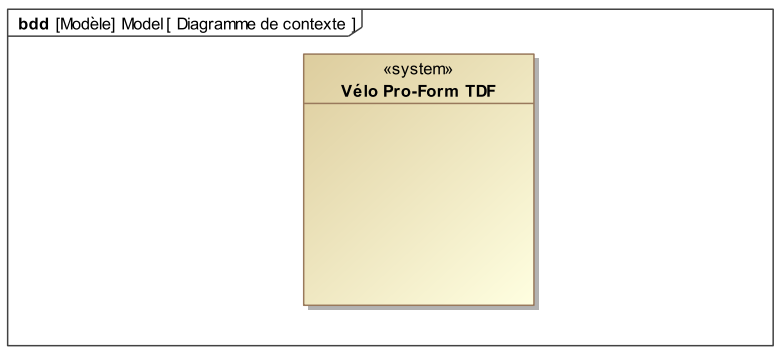 bdd [Modèle] Model [ Diagramme de contexte ]
«system»
Vélo Pro-Form TDF